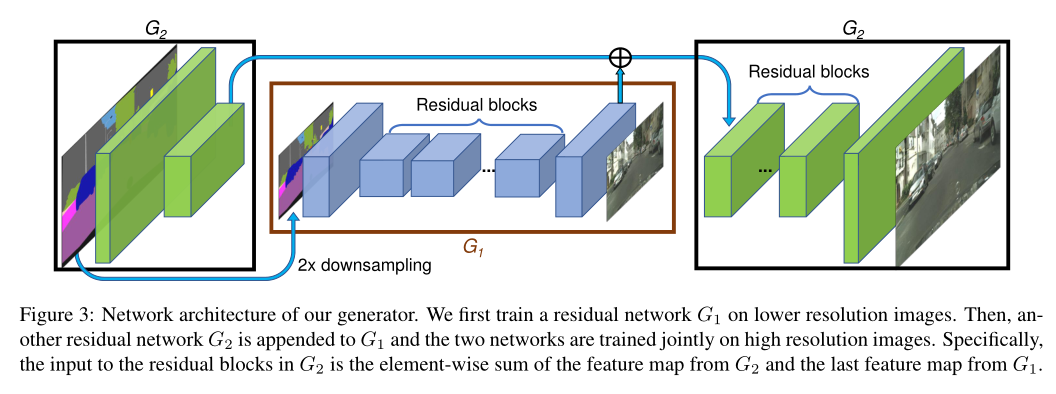 G2
G2
Residual blocks
Residual blocks
...
...
G1
2x downsampling
Figure 3: Network architecture of our generator. We first train a residual network G1 on lower resolution images. Then, an-
other residual network G2 is appended to G1 and the two networks are trained jointly on high resolution images. Specifically,
the input to the residual blocks in G2 is the element-wise sum of the feature map from G2 and the last feature map from G1.